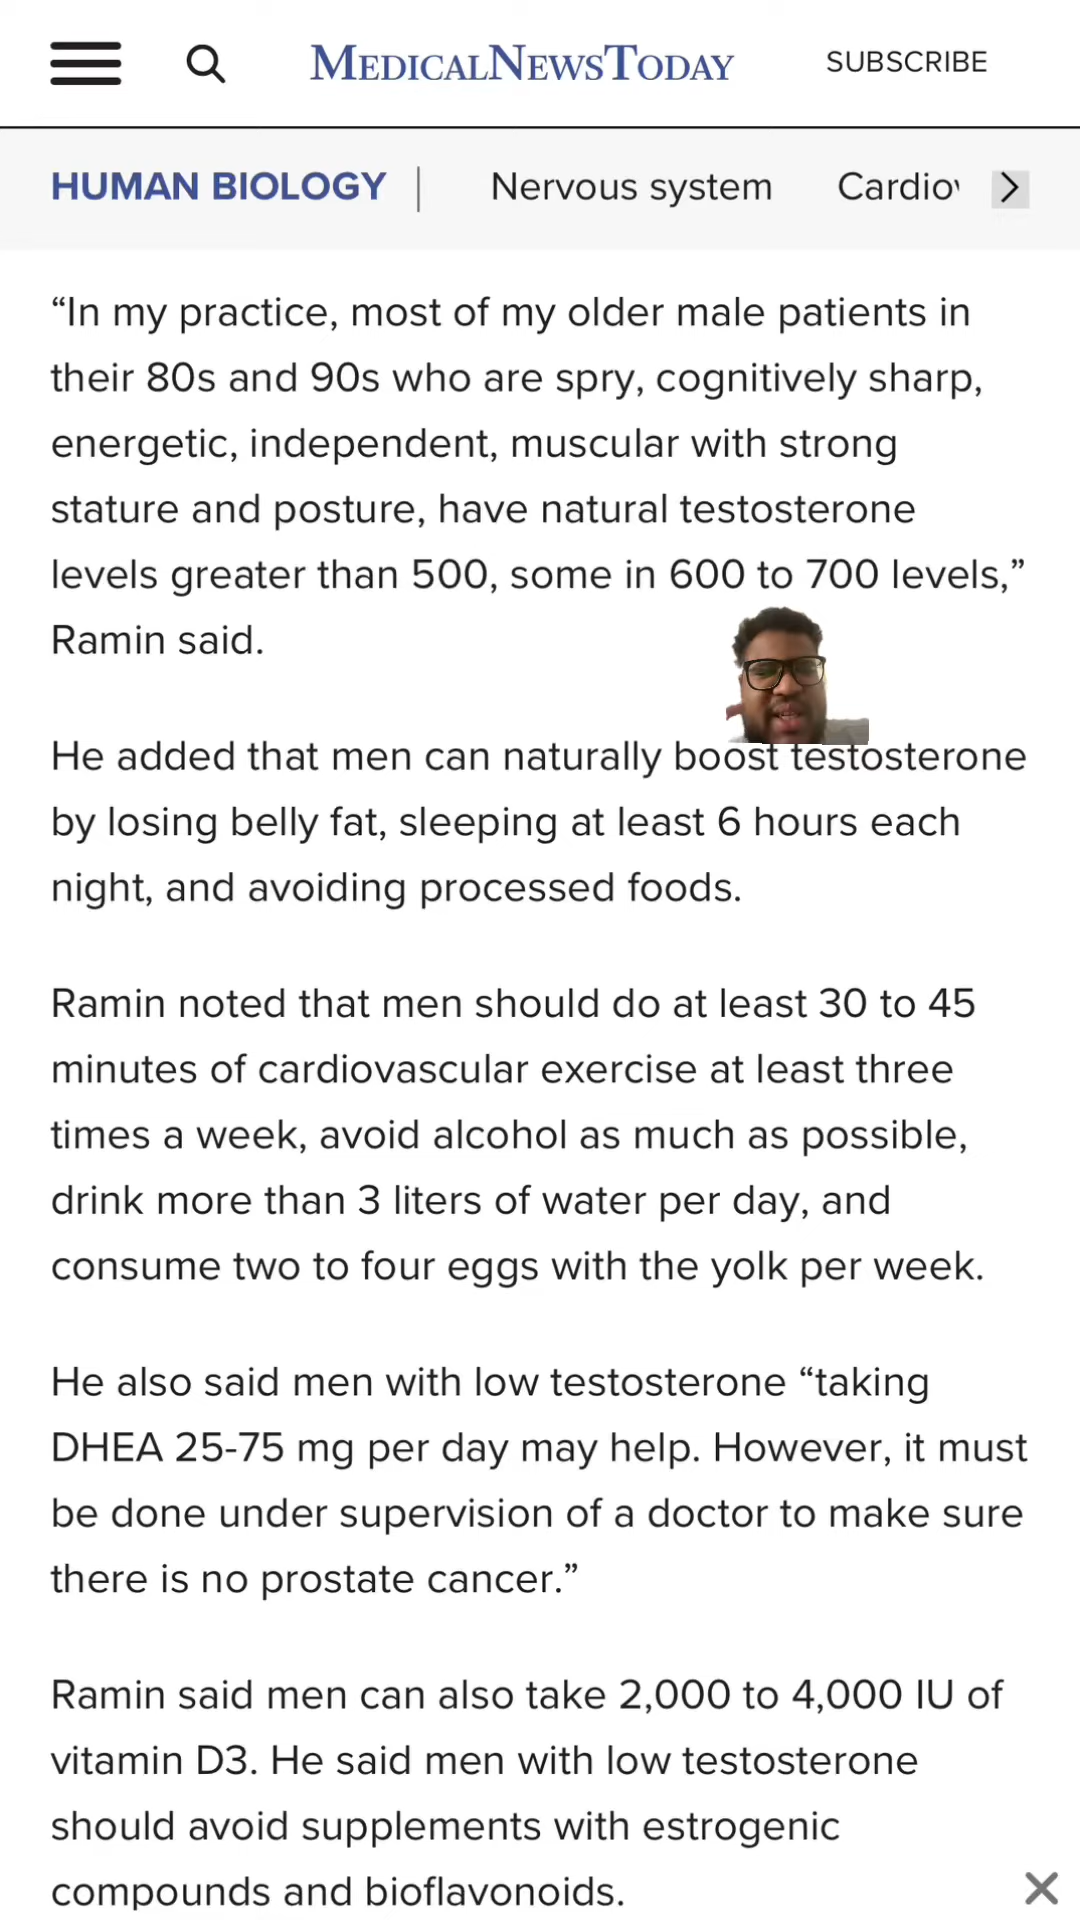 MEDICALNEWSTODAY
SUBSCRIBE
HUMAN BIOLOGY
Nervous system
Cardiov
“In my practice, most of my older male patients in
their 80s and 90s who are spry, cognitively sharp,
energetic, independent, muscular with strong
stature and posture, have natural testosterone
levels greater than 500, some in 600 to 700 levels,”
Ramin said.
He added that men can naturally boost testosterone
by losing belly fat, sleeping at least 6 hours each
night, and avoiding processed foods.
Ramin noted that men should do at least 30 to 45
minutes of cardiovascular exercise at least three
times a week, avoid alcohol as much as possible,
drink more than 3 liters of water per day, and
consume two to four eggs with the yolk per week.
He also said men with low testosterone “taking
DHEA 25-75 mg per day may help. However, it must
be done under supervision of a doctor to make sure
there is no prostate cancer.”
Ramin said men can also take 2,000 to 4,000 IU of
vitamin D3. He said men with low testosterone
should avoid supplements with estrogenic
compounds and bioflavonoids.